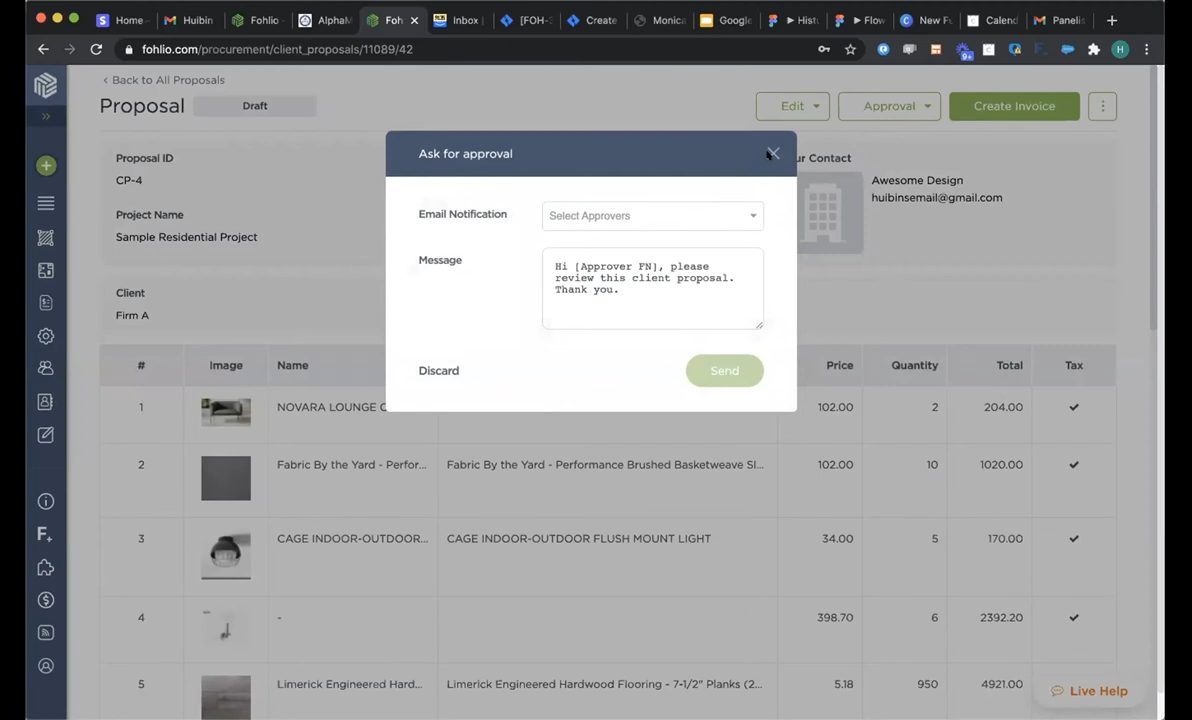 Home
Huibin
Fohlio
AlphaM
Foh
Inbox
[FOH-3
Create
Monica
Google
Hist
Flow
New Fu
Calend
Panelis
fohlio.com/procurement/client_proposals/11089/42
9+
H
‹ Back to All Proposals
Proposal
Draft
Edit
Approval
Create Invoice
Ask for approval
Proposal ID
ur Contact
CP-4
Awesome Design
huibinsemail@gmail.com
Project Name
Sample Residential Project
Email Notification
Select Approvers
Message
Hi [Approver FN], please
review this client proposal.
Thank you.
Client
Firm A
Discard
Send
# Image Name Price Quantity Total Tax
1 NOVARA LOUNGE C 102.00 2 204.00
2 Fabric By the Yard - Perfor... Fabric By the Yard - Performance Brushed Basketweave Sl... 102.00 10 1020.00
3 CAGE INDOOR-OUTDOOR... CAGE INDOOR-OUTDOOR FLUSH MOUNT LIGHT 34.00 5 170.00
4 - 398.70 6 2392.20
5 Limerick Engineered Hard... Limerick Engineered Hardwood Flooring - 7-1/2" Planks (2... 5.18 950 4921.00
F+
Live Help